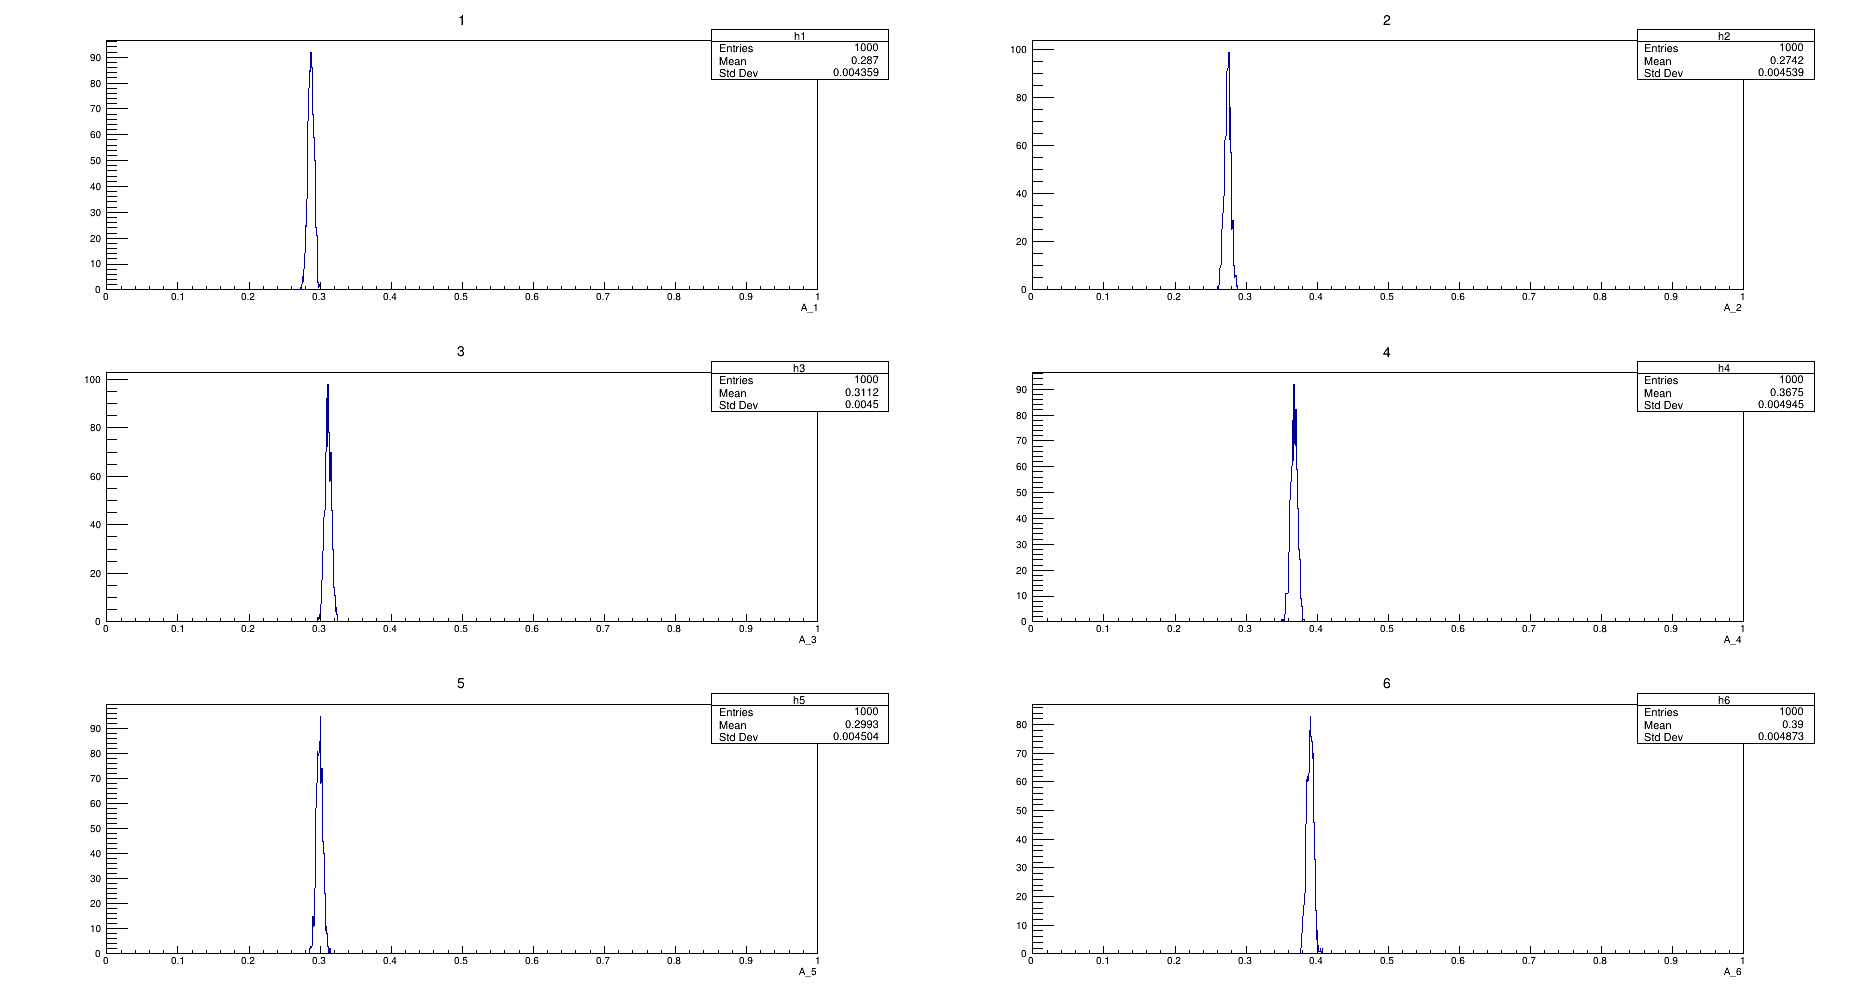 1
h1
Entries 1000
Mean 0.287
Std Dev 0.004359
90
80
70
60
50
40
30
20
10
0
0 0.1 0.2 0.3 0.4 0.5 0.6 0.7 0.8 0.9 1
A_1
2
h2
Entries 1000
Mean 0.2742
Std Dev 0.004539
100
80
60
40
20
0
0 0.1 0.2 0.3 0.4 0.5 0.6 0.7 0.8 0.9 1
A_2
3
h3
Entries 1000
Mean 0.3112
Std Dev 0.0045
100
80
60
40
20
0
0 0.1 0.2 0.3 0.4 0.5 0.6 0.7 0.8 0.9 1
A_3
4
h4
Entries 1000
Mean 0.3675
Std Dev 0.004945
90
80
70
60
50
40
30
20
10
0
0 0.1 0.2 0.3 0.4 0.5 0.6 0.7 0.8 0.9 1
A_4
5
h5
Entries 1000
Mean 0.2993
Std Dev 0.004504
90
80
70
60
50
40
30
20
10
0
0 0.1 0.2 0.3 0.4 0.5 0.6 0.7 0.8 0.9 1
A_5
6
h6
Entries 1000
Mean 0.39
Std Dev 0.004873
80
70
60
50
40
30
20
10
0
0 0.1 0.2 0.3 0.4 0.5 0.6 0.7 0.8 0.9 1
A_6